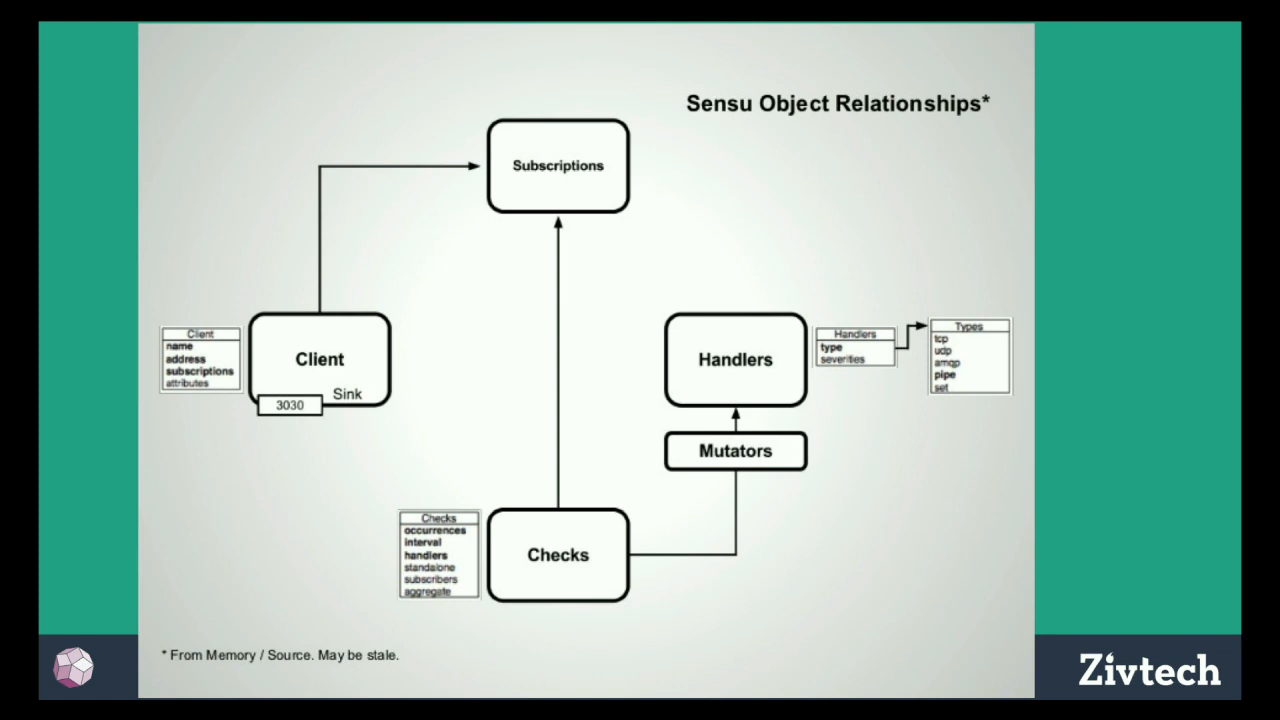 Sensu Object Relationships*
Subscriptions
Client
name
address
subscriptions
attributes
Client
Sink
3030
Handlers
Handlers
type
severities
Types
tcp
udp
amqp
pipe
set
Mutators
Checks
occurrences
interval
handlers
standalone
subscribers
aggregate
Checks
* From Memory / Source. May be stale.
Zivtech